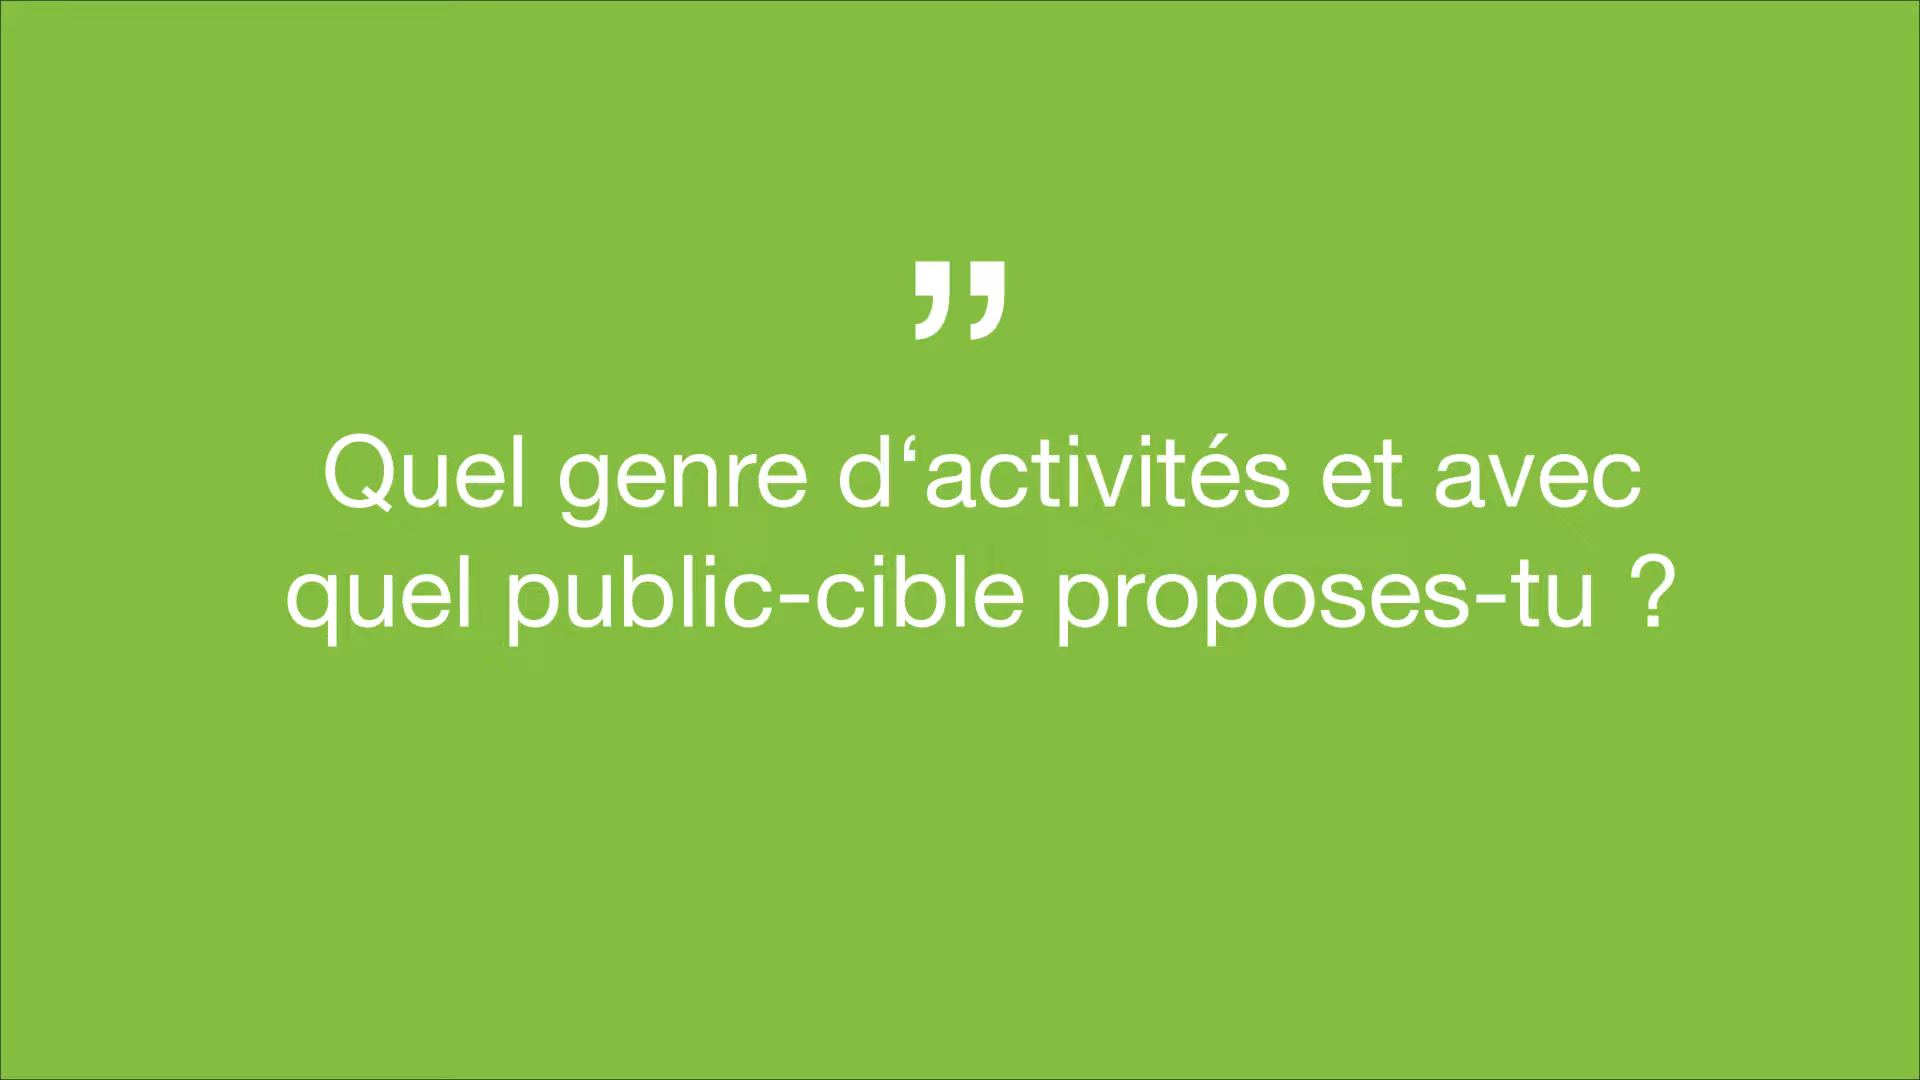 ”
Quel genre d‘activités et avec
quel public-cible proposes-tu ?